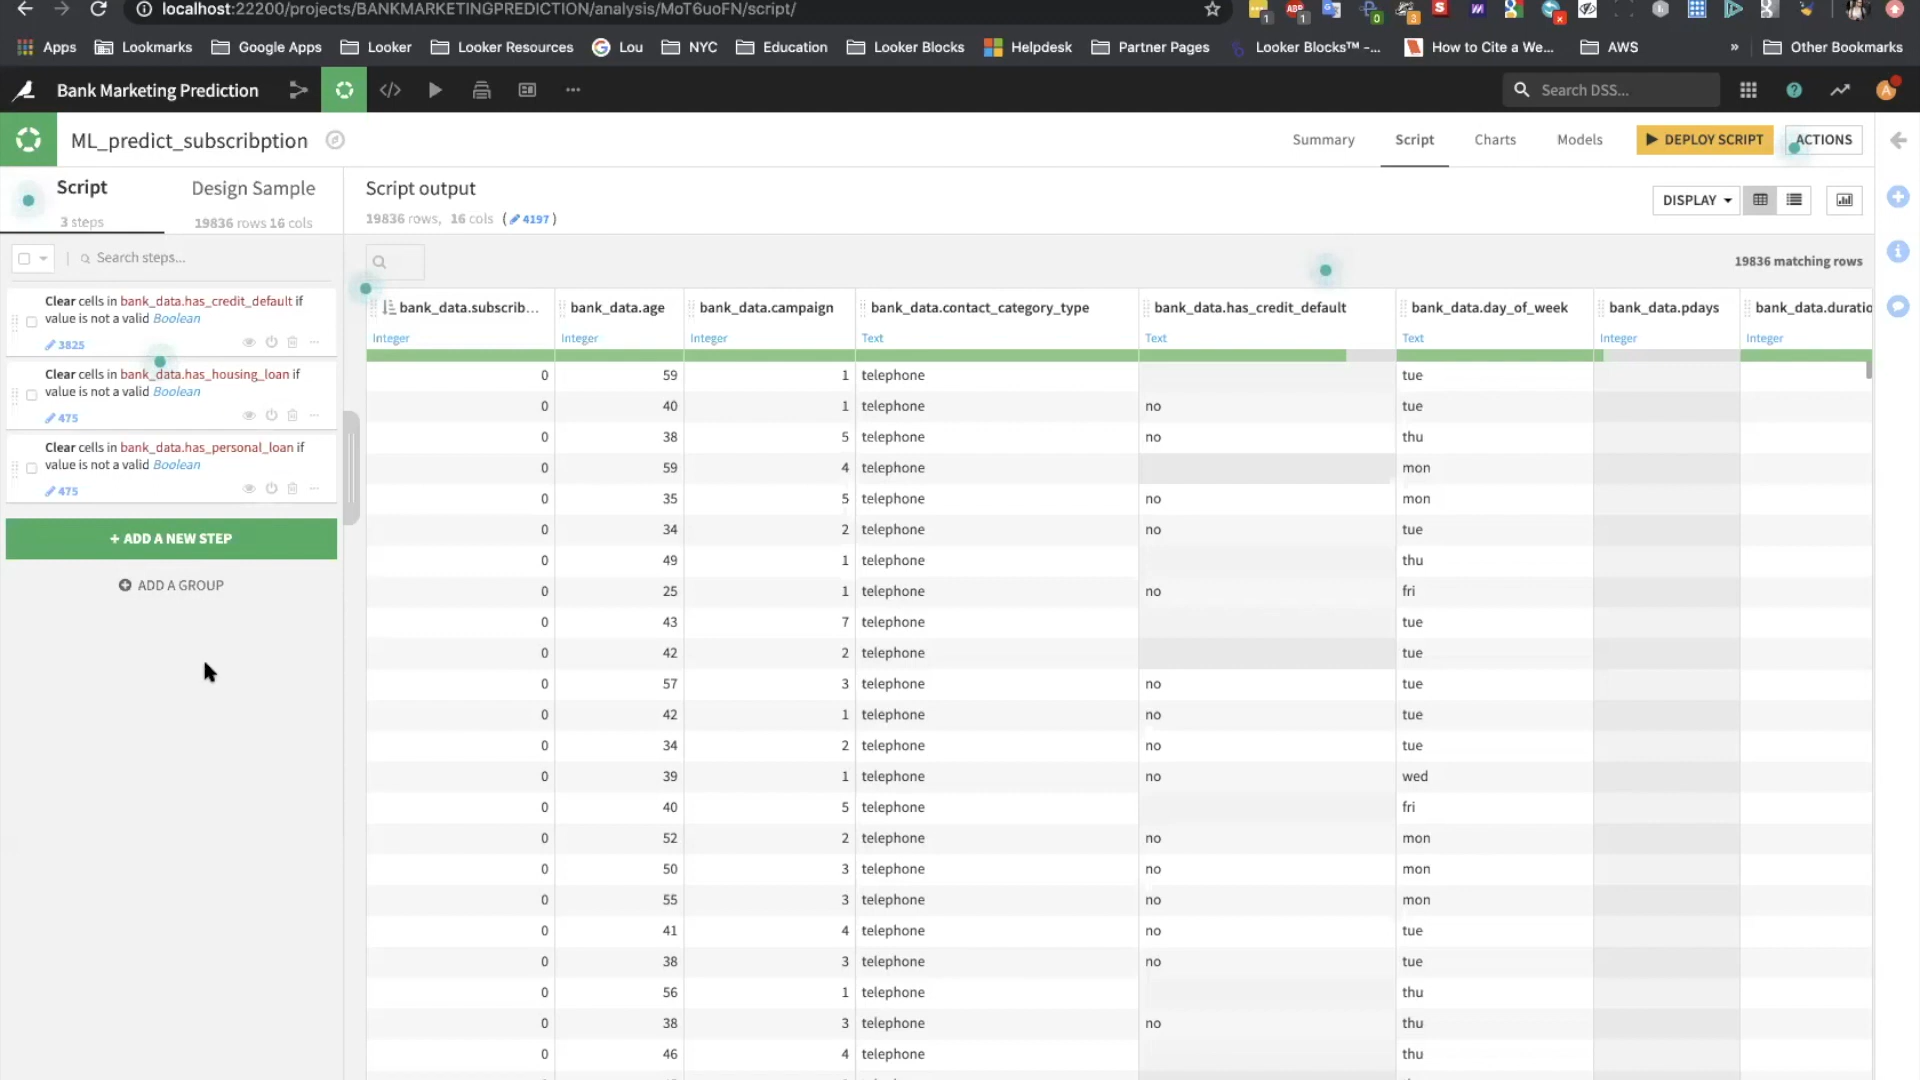 localhost:22200/projects/BANKMARKETINGPREDICTION/analysis/MoT6uoFN/script/
Apps Lookmarks Google Apps Looker Looker Resources Lou NYC Education Looker Blocks Helpdesk Partner Pages Looker Blocks™ -... How to Cite a We... AWS » Other Bookmarks
Bank Marketing Prediction </> ... Search DSS...
ML_predict_subscribption Summary Script Charts Models DEPLOY SCRIPT ACTIONS
Script Design Sample Script output
3 steps 19836 rows 16 cols 19836 rows, 16 cols ( 4197 ) DISPLAY
Search steps... 19836 matching rows
Clear cells in bank_data.has_credit_default if
value is not a valid Boolean
3825
Clear cells in bank_data.has_housing_loan if
value is not a valid Boolean
475
Clear cells in bank_data.has_personal_loan if
value is not a valid Boolean
475
+ ADD A NEW STEP
ADD A GROUP
bank_data.subscrib... bank_data.age bank_data.campaign bank_data.contact_category_type bank_data.has_credit_default bank_data.day_of_week bank_data.pdays bank_data.duratio
Integer Integer Integer Text Text Text Integer Integer
0 59 1 telephone tue
0 40 1 telephone no tue
0 38 5 telephone no thu
0 59 4 telephone mon
0 35 5 telephone no mon
0 34 2 telephone no tue
0 49 1 telephone thu
0 25 1 telephone no fri
0 43 7 telephone tue
0 42 2 telephone tue
0 57 3 telephone no tue
0 42 1 telephone no tue
0 34 2 telephone no tue
0 39 1 telephone no wed
0 40 5 telephone fri
0 52 2 telephone no mon
0 50 3 telephone no mon
0 55 3 telephone no mon
0 41 4 telephone no tue
0 38 3 telephone no tue
0 56 1 telephone thu
0 38 3 telephone no thu
0 46 4 telephone thu